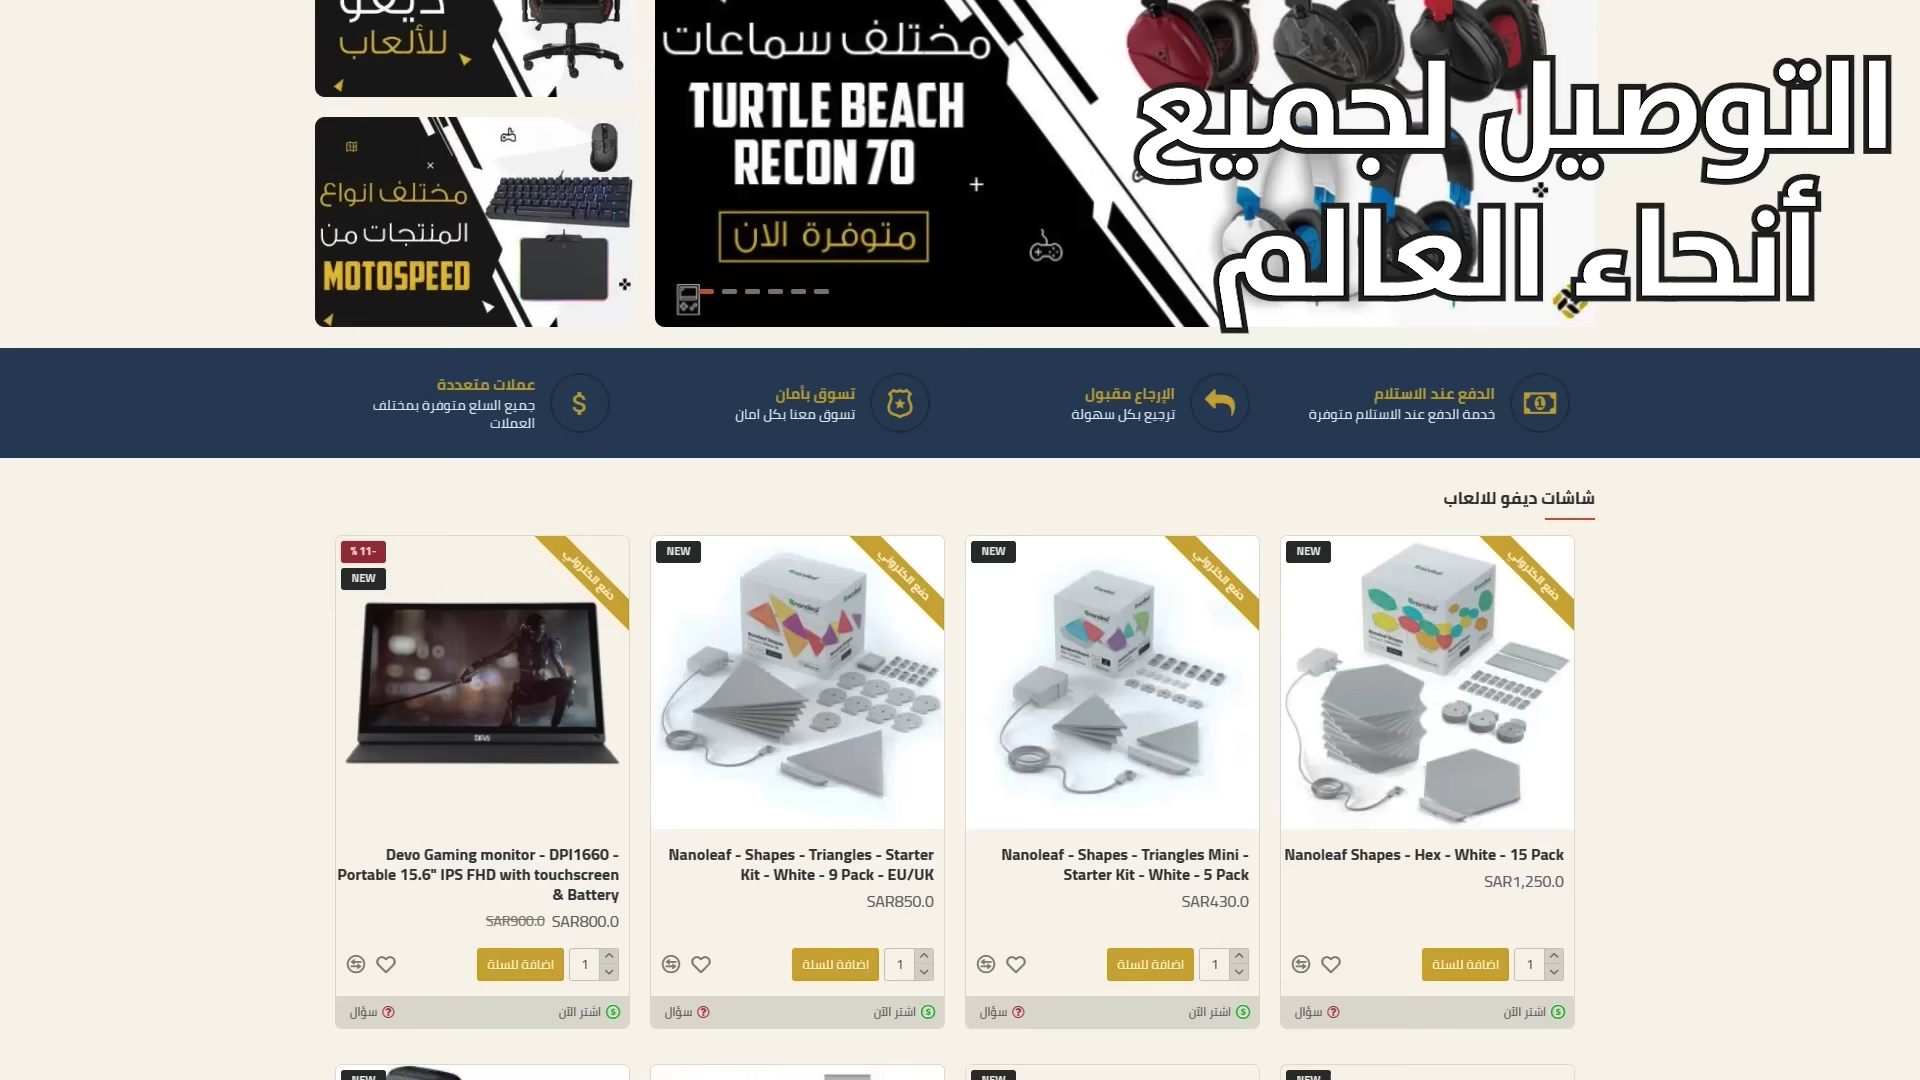 التوصيل لجميع
أنحاء العالم
ديفو
للألعاب
مختلف سماعات
TURTLE BEACH
RECON 70
متوفرة الان
مختلف انواع
المنتجات من
MOTOSPEED
الدفع عند الاستلام
خدمة الدفع عند الاستلام متوفرة
الإرجاع مقبول
ترجيع بكل سهولة
تسوق بأمان
تسوق معنا بكل امان
عملات متعددة
جميع السلع متوفرة بمختلف
العملات
شاشات ديفو للالعاب
NEW
دفع الكتروني
nanoleaf
Nanoleaf Shapes - Hex - White - 15 Pack
SAR1,250.0
1
اضافة للسلة
اشتر الآن
سؤال
NEW
دفع الكتروني
nanoleaf
Nanoleaf - Shapes - Triangles Mini -
Starter Kit - White - 5 Pack
SAR430.0
1
اضافة للسلة
اشتر الآن
سؤال
NEW
دفع الكتروني
nanoleaf
Nanoleaf - Shapes - Triangles - Starter
Kit - White - 9 Pack - EU/UK
SAR850.0
1
اضافة للسلة
اشتر الآن
سؤال
-11 %
NEW
دفع الكتروني
DEVO
Devo Gaming monitor - DPI1660 -
Portable 15.6" IPS FHD with touchscreen
& Battery
SAR800.0 SAR900.0
1
اضافة للسلة
اشتر الآن
سؤال
NEW
NEW
NEW